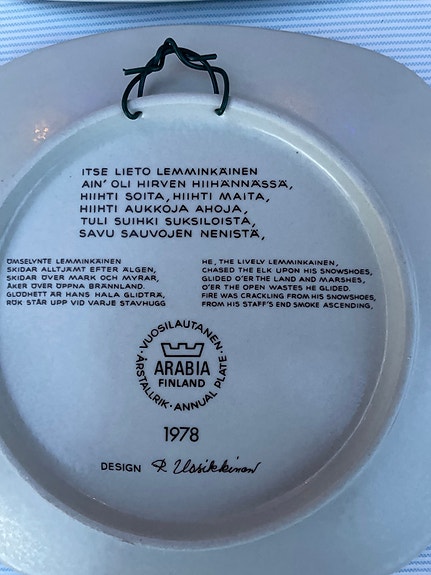 ITSE LIETO LEMMINKÄINEN
AIN' OLI HIRVEN HIIHÄNNÄSSÄ,
HIIHTI SOITA, HIIHTI MAITA,
HIIHTI AUKKOJA AHOJA,
TULI SUIHKI SUKSILOISTA,
SAVU SAUVOJEN NENISTÄ,
ÖMSELYNTE LEMMINKÄINEN
SKIDAR ALLTJÄMT EFTER ÄLGEN,
SKIDAR ÖVER MARK OCH MYRAR,
ÅKER ÖVER ÖPPNA BRÄNNLAND.
GLÖDHETT ÄR HANS HALA GLIDTRÄ,
RÖK STÅR UPP VID VARJE STAVHUGG
HE, THE LIVELY LEMMINKAINEN,
CHASED THE ELK UPON HIS SNOWSHOES,
GLIDED O'ER THE LAND AND MARSHES,
O'ER THE OPEN WASTES HE GLIDED.
FIRE WAS CRACKLING FROM HIS SNOWSHOES,
FROM HIS STAFF'S END SMOKE ASCENDING.
VUOSILAUTANEN · ÅRSTALLRIK · ANNUAL PLATE ·
ARABIA
FINLAND
1978
DESIGN R. Uosikkinen